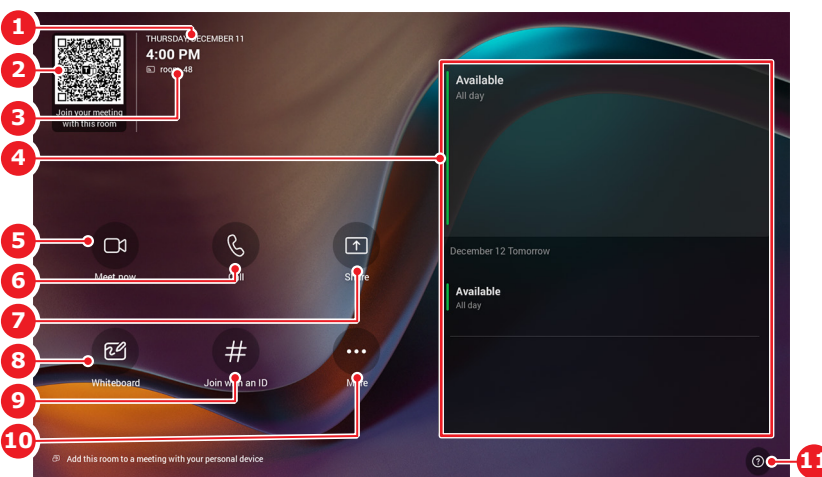 1
THURSDAY, DECEMBER 11
4:00 PM
2
room 48
3
Join your meeting
with this room
4
Available
All day
5
Meet now
December 12 Tomorrow
6
Call
Share
7
Available
All day
8
Whiteboard
Join with an ID
More
9
10
Add this room to a meeting with your personal device
11